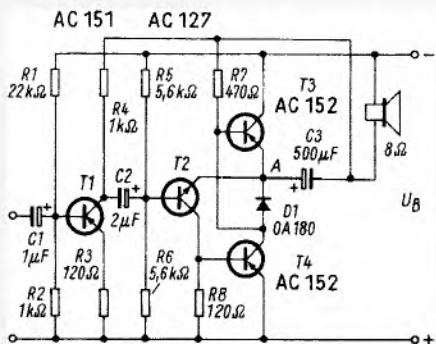 AC 151 AC 127
R1
22kΩ
R4
1kΩ
R5
5,6kΩ
R7
470Ω
T3
AC 152
C3
500µF
8Ω
A
T1
C2
2µF
T2
D1
OA180
U_B
C1
1µF
R3
120Ω
R2
1kΩ
R6
5,6kΩ
R8
120Ω
T4
AC 152
+
+
+
+
−
+